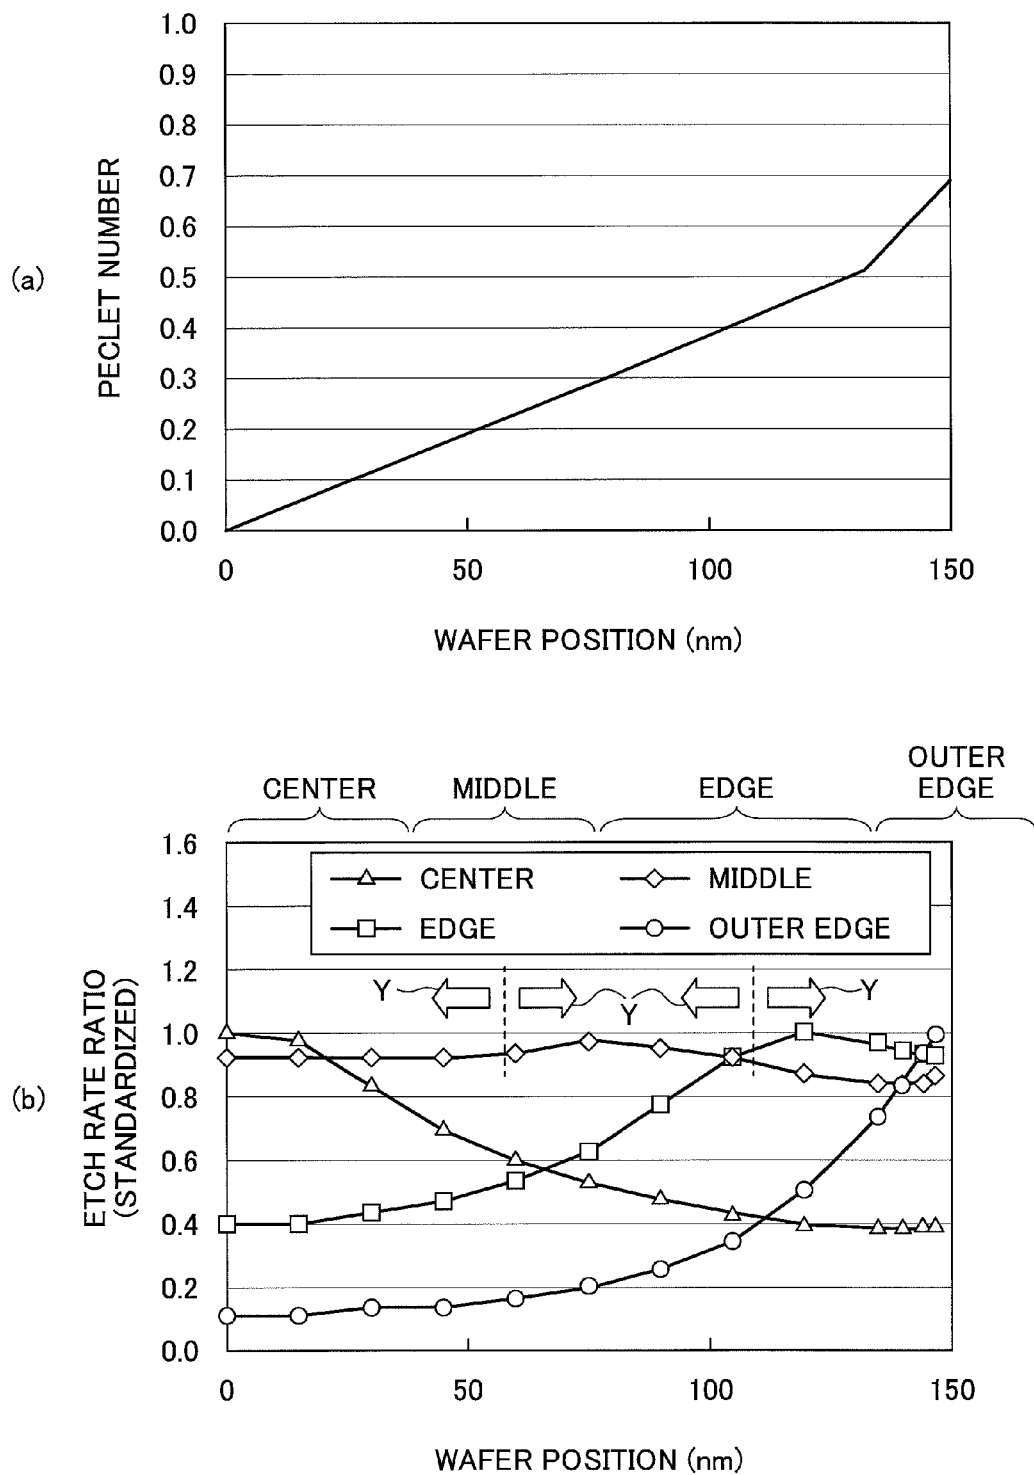 (a)
PECLET NUMBER
1.0
0.9
0.8
0.7
0.6
0.5
0.4
0.3
0.2
0.1
0.0
0 50 100 150
WAFER POSITION (nm)
(b)
CENTER MIDDLE EDGE OUTER
EDGE
ETCH RATE RATIO
(STANDARDIZED)
1.6
1.4
1.2
1.0
0.8
0.6
0.4
0.2
0.0
CENTER MIDDLE
EDGE OUTER EDGE
Y Y Y
0 50 100 150
WAFER POSITION (nm)